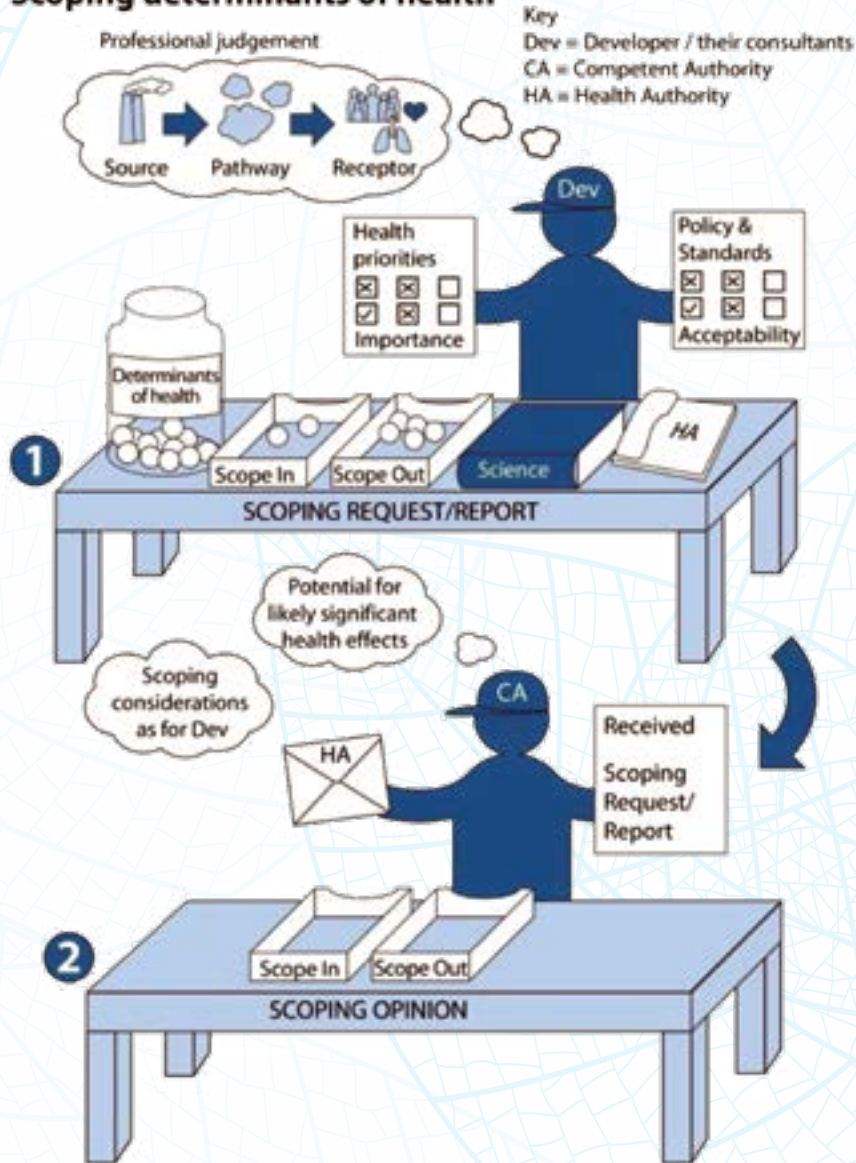 Scoping determinants of health
Key
Dev = Developer / their consultants
CA = Competent Authority
HA = Health Authority
Professional judgement
Source
Pathway
Receptor
Dev
Health
priorities
Importance
Policy &
Standards
Acceptability
Determinants
of health
Scope In
Scope Out
Science
HA
1
SCOPING REQUEST/REPORT
Potential for
likely significant
health effects
Scoping
considerations
as for Dev
CA
HA
Received
Scoping
Request/
Report
2
Scope In
Scope Out
SCOPING OPINION